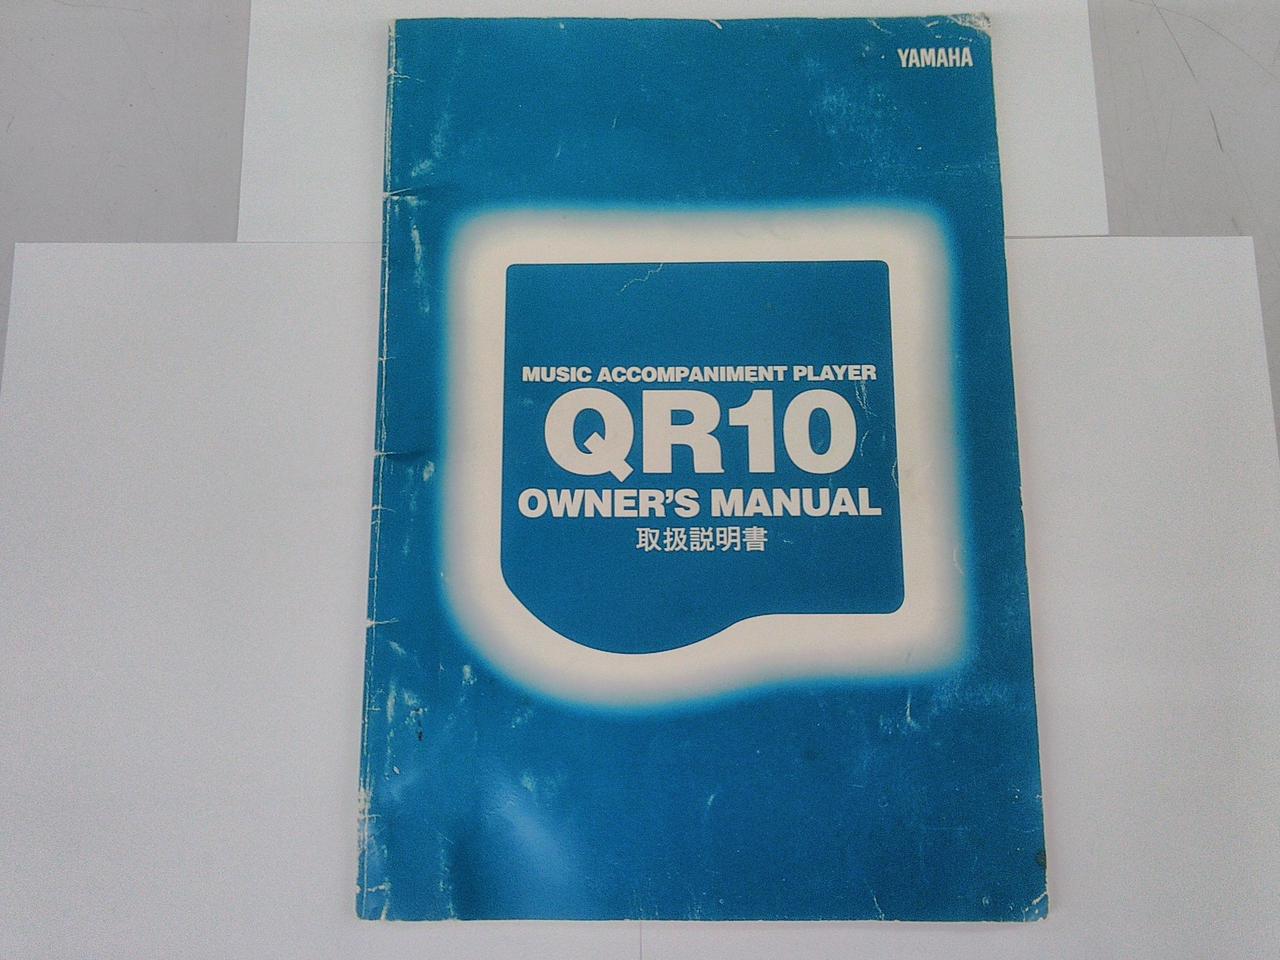 YAMAHA
MUSIC ACCOMPANIMENT PLAYER
QR10
OWNER'S MANUAL
取扱説明書